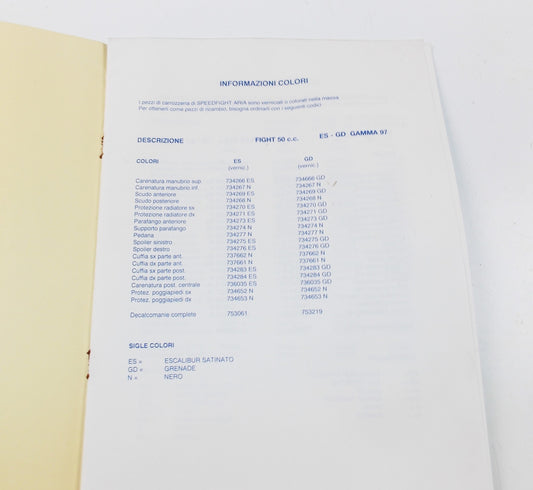 INFORMAZIONI COLORI
I pezzi di carrozzeria di SPEEDFIGHT ARIA sono verniciati o colorati nella massa.
Per ottenerli come pezzi di ricambio, bisogna ordinarli con i seguenti codici
DESCRIZIONE FIGHT 50 c.c. ES - GD GAMMA 97
COLORI ES GD
(vernic.) (vernic.)
Carenatura manubrio sup. 734266 ES 734266 GD
Carenatura manubrio inf. 734267 N 734267 N
Scudo anteriore 734269 ES 734269 GD
Scudo posteriore 734268 N 734268 N
Protezione radiatore sx 734270 ES 734270 GD
Protezione radiatore dx 734271 ES 734271 GD
Parafango anteriore 734273 ES 734273 GD
Supporto parafango 734274 N 734274 N
Pedana 734277 N 734277 N
Spoiler sinistro 734275 ES 734275 GD
Spoiler destro 734276 ES 734276 GD
Cuffia sx parte ant. 737662 N 737662 N
Cuffia dx parte ant. 737661 N 737661 N
Cuffia sx parte post. 734283 ES 734283 GD
Cuffia dx parte post. 734284 ES 734284 GD
Carenatura post. centrale 736035 ES 736035 GD
Protez. poggiapiedi sx 734652 N 734652 N
Protez. poggiapiedi dx 734653 N 734653 N
Decalcomanie complete 753061 753219
SIGLE COLORI
ES = ESCALIBUR SATINATO
GD = GRENADE
N = NERO